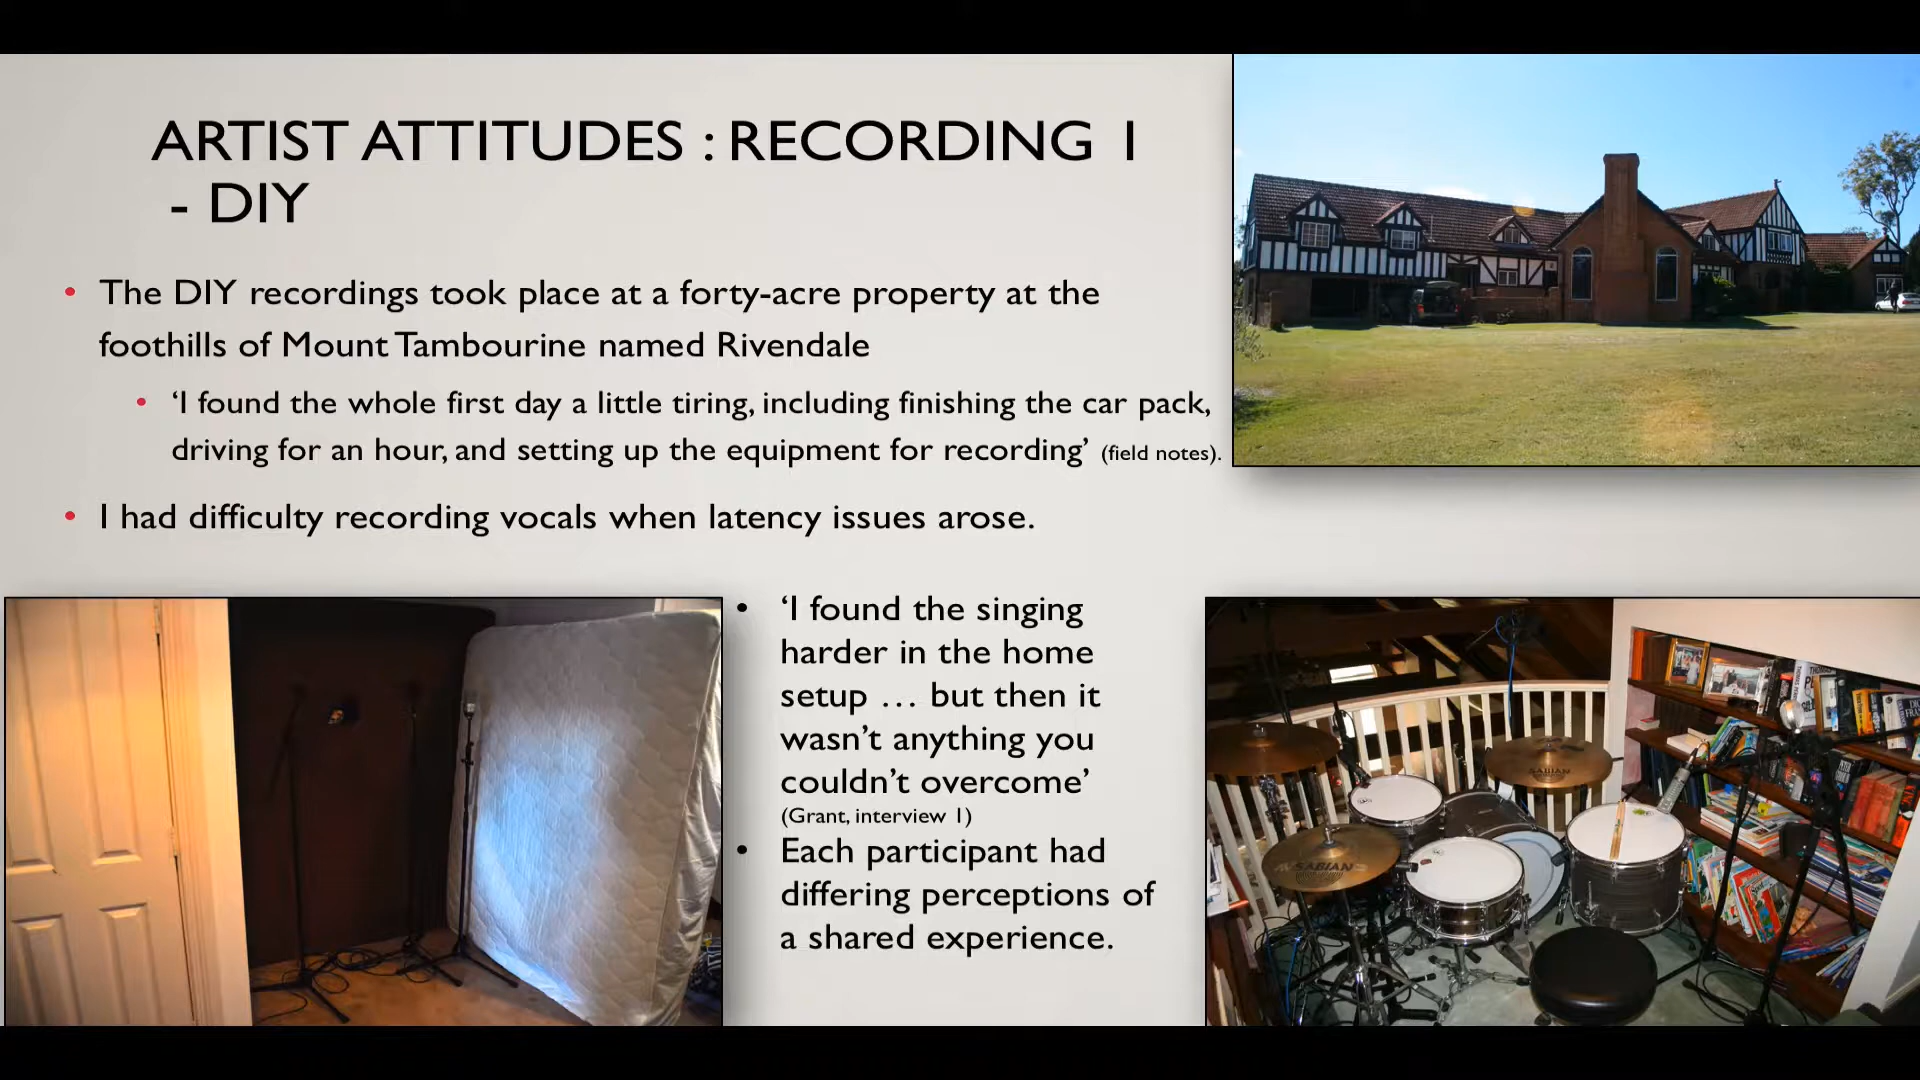 ARTIST ATTITUDES : RECORDING 1
- DIY
• The DIY recordings took place at a forty-acre property at the
foothills of Mount Tambourine named Rivendale
• ‘I found the whole first day a little tiring, including finishing the car pack,
driving for an hour, and setting up the equipment for recording’ (field notes).
• I had difficulty recording vocals when latency issues arose.
• ‘I found the singing
harder in the home
setup … but then it
wasn’t anything you
couldn’t overcome’
(Grant, interview 1)
• Each participant had
differing perceptions of
a shared experience.
SABIAN
SABIAN